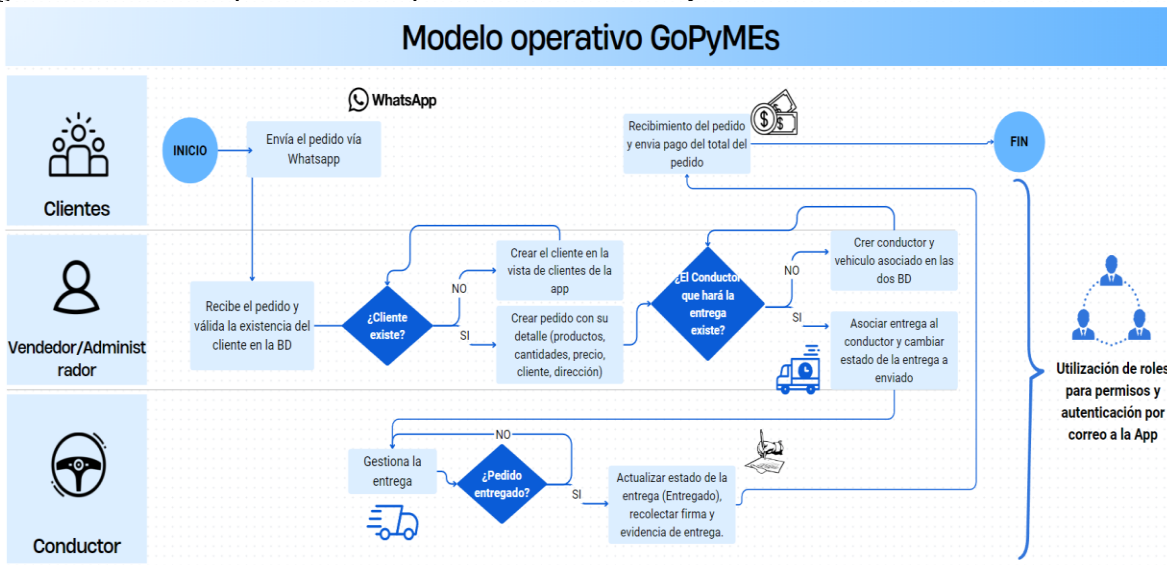 Modelo operativo GoPyMEs
WhatsApp
Clientes
INICIO
Envía el pedido vía
Whatsapp
Recibimiento del pedido
y envia pago del total del
pedido
FIN
Vendedor/Administ
rador
Recibe el pedido y
válida la existencia del
cliente en la BD
¿Cliente
existe?
NO
Crear el cliente en la
vista de clientes de la
app
SI
Crear pedido con su
detalle (productos,
cantidades, precio,
cliente, dirección)
¿El Conductor
que hará la
entrega
existe?
NO
Crer conductor y
vehiculo asociado en las
dos BD
SI
Asociar entrega al
conductor y cambiar
estado de la entrega a
enviado
Utilización de roles
para permisos y
autenticación por
correo a la App
Conductor
Gestiona la
entrega
¿Pedido
entregado?
NO
SI
Actualizar estado de la
entrega (Entregado),
recolectar firma y
evidencia de entrega.